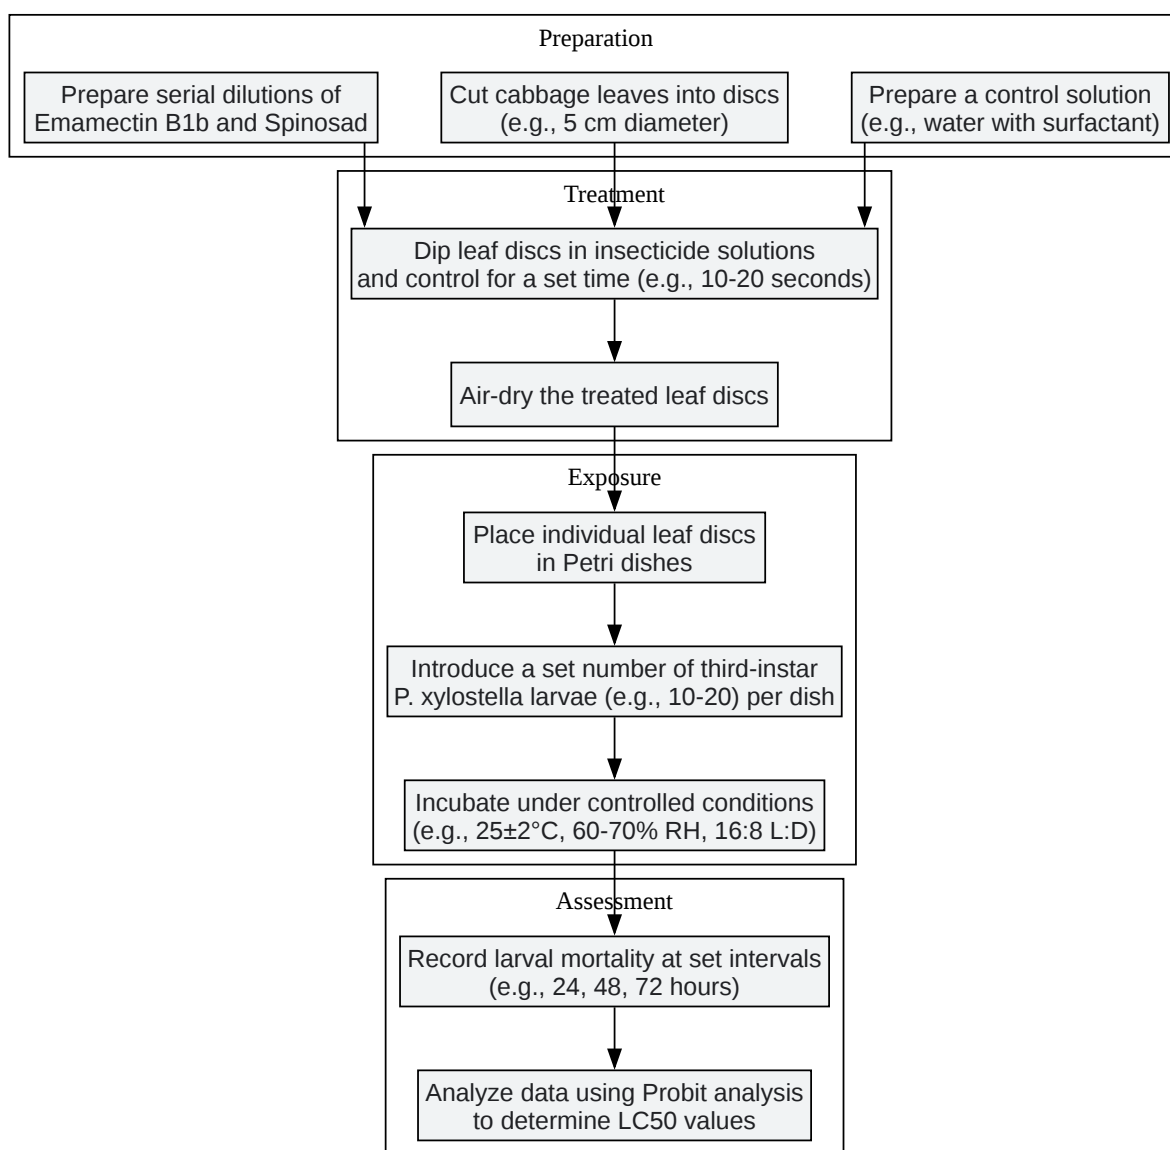 Preparation
Prepare serial dilutions of
Emamectin B1b and Spinosad
Cut cabbage leaves into discs
(e.g., 5 cm diameter)
Prepare a control solution
(e.g., water with surfactant)
Treatment
Dip leaf discs in insecticide solutions
and control for a set time (e.g., 10-20 seconds)
Air-dry the treated leaf discs
Exposure
Place individual leaf discs
in Petri dishes
Introduce a set number of third-instar
P. xylostella larvae (e.g., 10-20) per dish
Incubate under controlled conditions
(e.g., 25±2°C, 60-70% RH, 16:8 L:D)
Assessment
Record larval mortality at set intervals
(e.g., 24, 48, 72 hours)
Analyze data using Probit analysis
to determine LC50 values